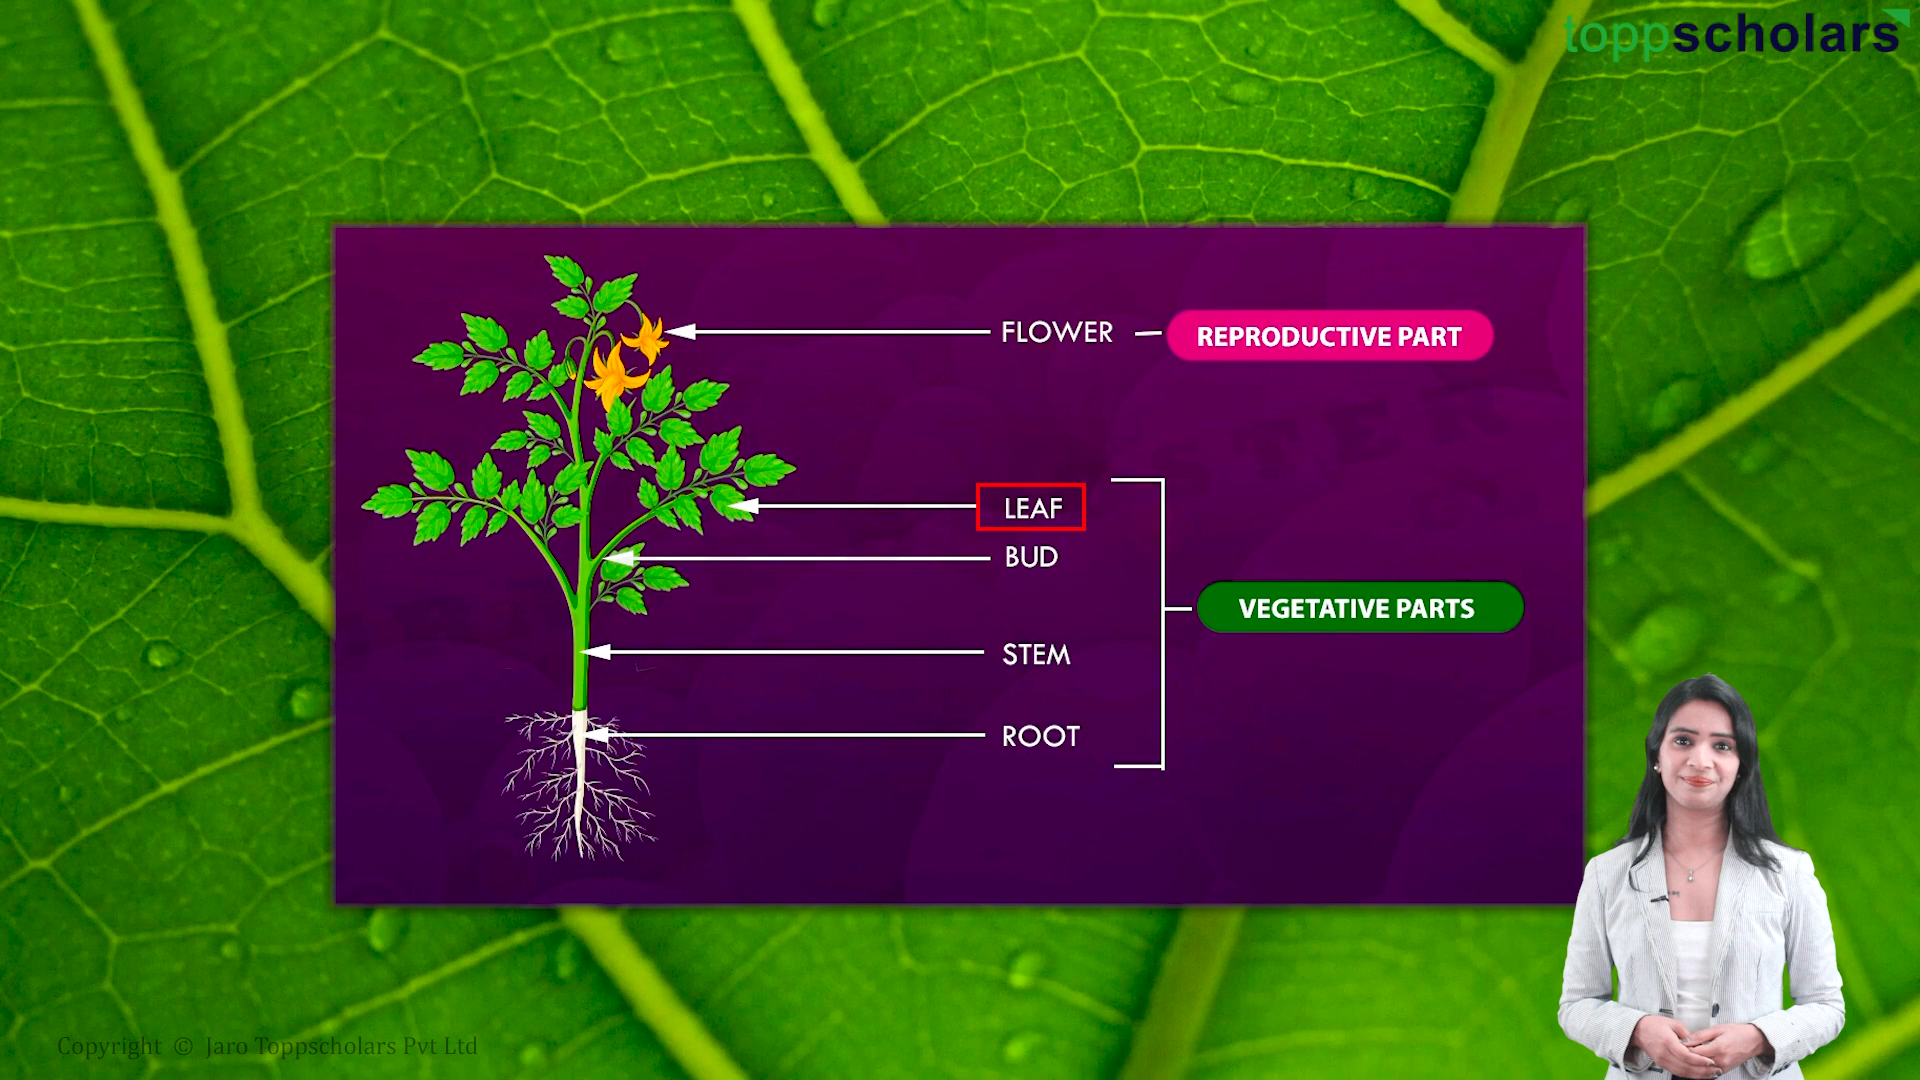 toppscholars
FLOWER
REPRODUCTIVE PART
LEAF
BUD
VEGETATIVE PARTS
STEM
ROOT
Copyright © Jaro Toppscholars Pvt Ltd